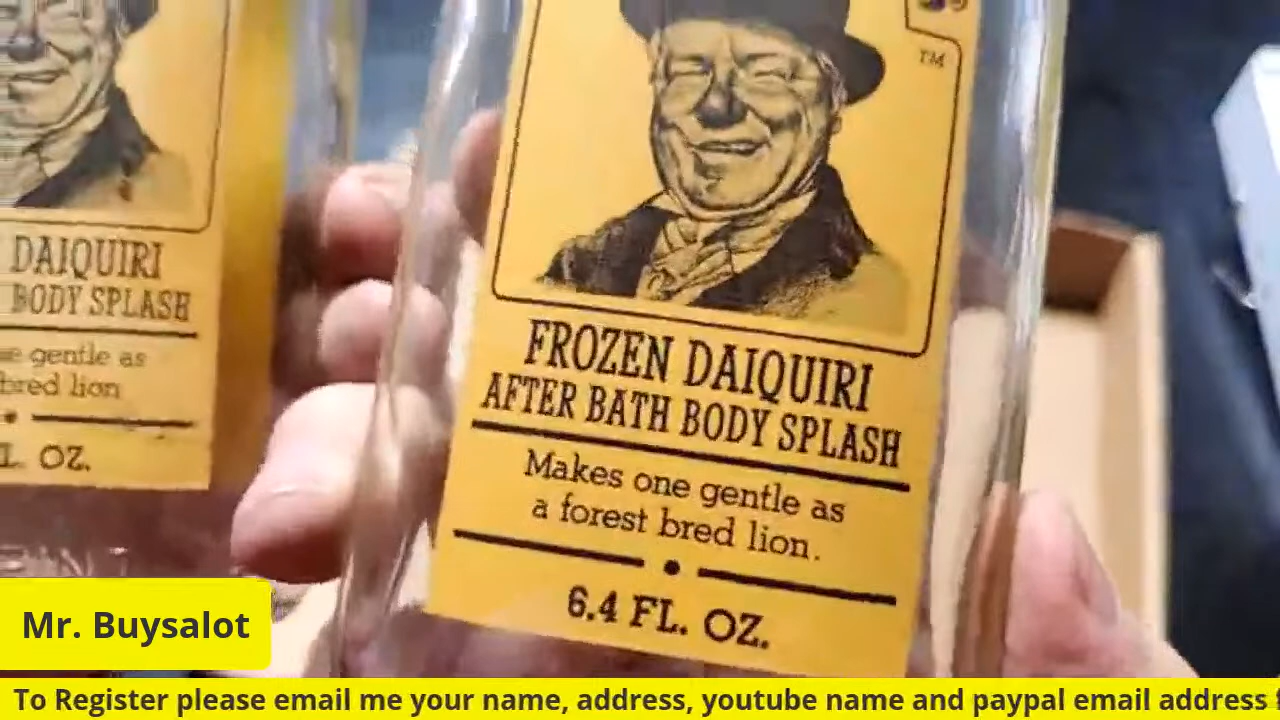 DAIQUIRI
BODY SPLASH
gentle as
bred lion
OZ.
TM
FROZEN DAIQUIRI
AFTER BATH BODY SPLASH
Makes one gentle as
a forest bred lion.
6.4 FL. OZ.
Mr. Buysalot
To Register please email me your name, address, youtube name and paypal email address